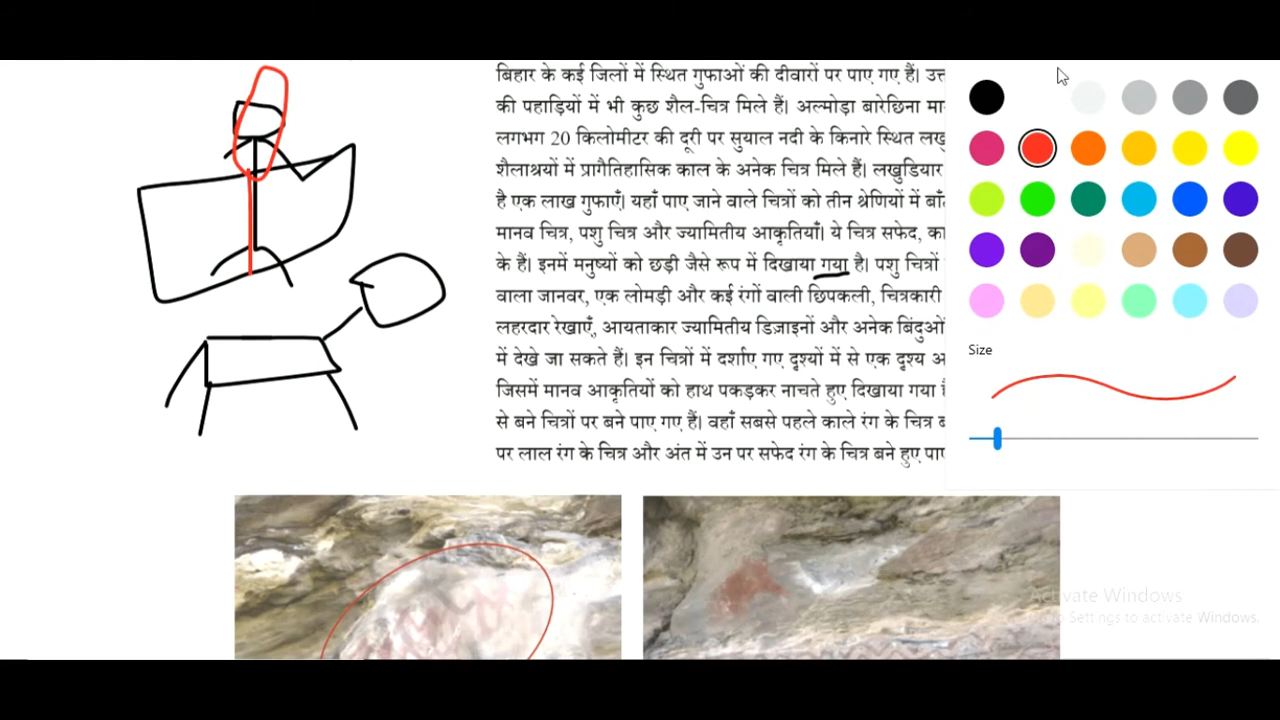 बिहार के कई जिलों में स्थित गुफाओं की दीवारों पर पाए गए हैं। उत्त
की पहाड़ियों में भी कुछ शैल-चित्र मिले हैं। अल्मोड़ा बारेछिना मा
लगभग 20 किलोमीटर की दूरी पर सुयाल नदी के किनारे स्थित लखु
शैलाश्रयों में प्रागैतिहासिक काल के अनेक चित्र मिले हैं। लखुडियार
है एक लाख गुफाएँ। यहाँ पाए जाने वाले चित्रों को तीन श्रेणियों में बाँ
मानव चित्र, पशु चित्र और ज्यामितीय आकृतियाँ। ये चित्र सफेद, का
के हैं। इनमें मनुष्यों को छड़ी जैसे रूप में दिखाया गया है। पशु चित्रों
वाला जानवर, एक लोमड़ी और कई रंगों वाली छिपकली, चित्रकारी
लहरदार रेखाएँ, आयताकार ज्यामितीय डिज़ाइनों और अनेक बिंदुओं
में देखे जा सकते हैं। इन चित्रों में दर्शाए गए दृश्यों में से एक दृश्य अ
जिसमें मानव आकृतियों को हाथ पकड़कर नाचते हुए दिखाया गया है
से बने चित्रों पर बने पाए गए हैं। वहाँ सबसे पहले काले रंग के चित्र ब
पर लाल रंग के चित्र और अंत में उन पर सफेद रंग के चित्र बने हुए पाए
Size
Activate Windows
to Settings to activate Windows.